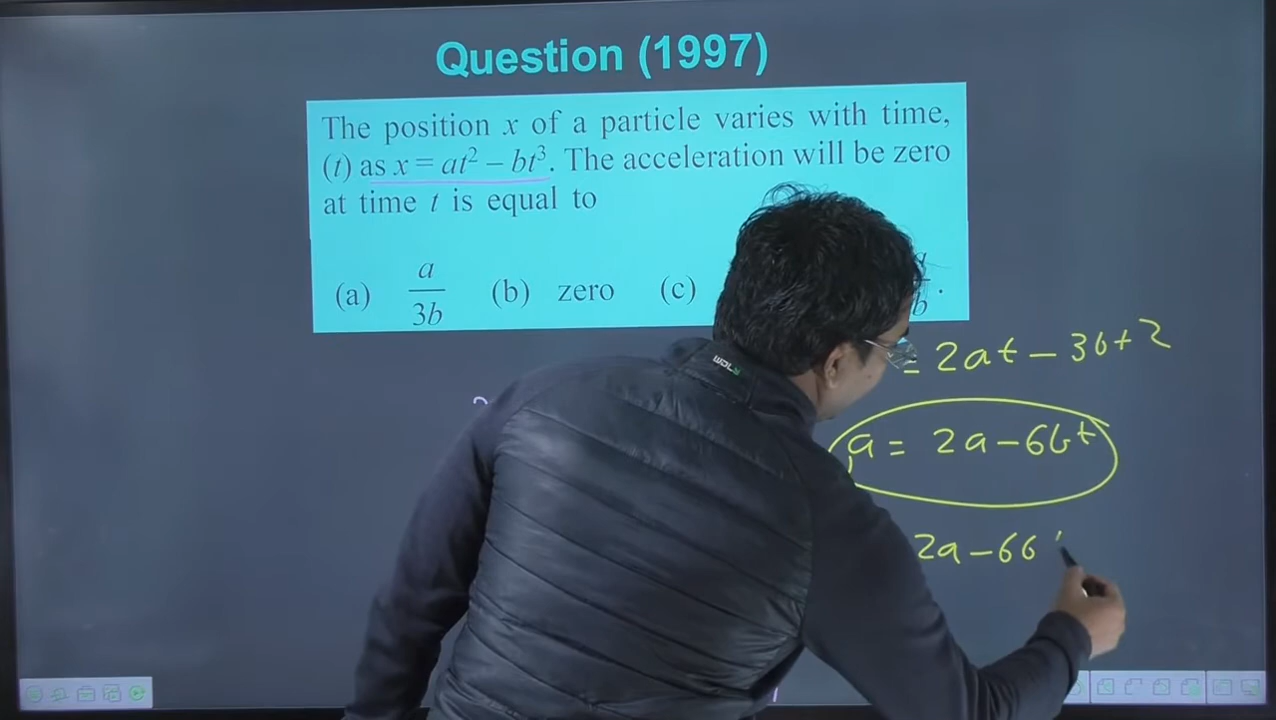 Question (1997)
The position x of a particle varies with time,
(t) as x = at² – bt³. The acceleration will be zero
at time t is equal to
(a) a/3b (b) zero (c)
= 2at – 3bt2
a = 2a – 6bt
2a – 6b